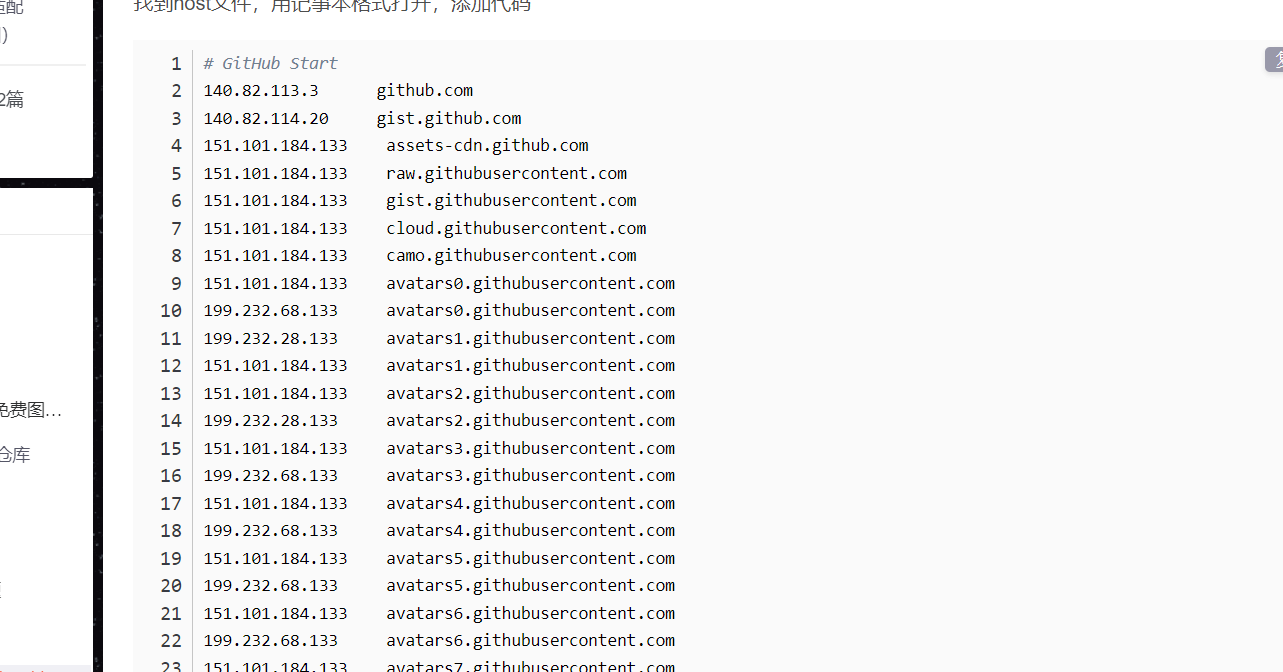 适配
)
2篇
免费图…
仓库
找到host文件，用记事本格式打开，添加代码
1 # GitHub Start
2 140.82.113.3 github.com
3 140.82.114.20 gist.github.com
4 151.101.184.133 assets-cdn.github.com
5 151.101.184.133 raw.githubusercontent.com
6 151.101.184.133 gist.githubusercontent.com
7 151.101.184.133 cloud.githubusercontent.com
8 151.101.184.133 camo.githubusercontent.com
9 151.101.184.133 avatars0.githubusercontent.com
10 199.232.68.133 avatars0.githubusercontent.com
11 199.232.28.133 avatars1.githubusercontent.com
12 151.101.184.133 avatars1.githubusercontent.com
13 151.101.184.133 avatars2.githubusercontent.com
14 199.232.28.133 avatars2.githubusercontent.com
15 151.101.184.133 avatars3.githubusercontent.com
16 199.232.68.133 avatars3.githubusercontent.com
17 151.101.184.133 avatars4.githubusercontent.com
18 199.232.68.133 avatars4.githubusercontent.com
19 151.101.184.133 avatars5.githubusercontent.com
20 199.232.68.133 avatars5.githubusercontent.com
21 151.101.184.133 avatars6.githubusercontent.com
22 199.232.68.133 avatars6.githubusercontent.com
23 151.101.184.133 avatars7.githubusercontent.com